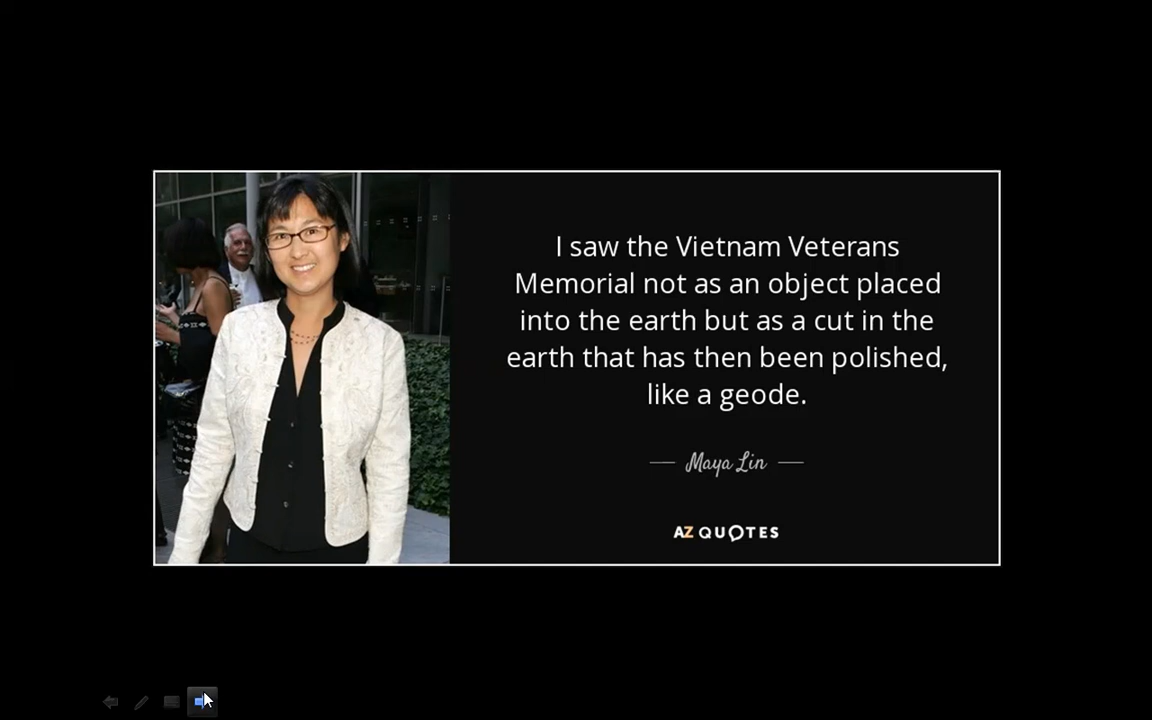 I saw the Vietnam Veterans
Memorial not as an object placed
into the earth but as a cut in the
earth that has then been polished,
like a geode.
Maya Lin
AZ QUOTES